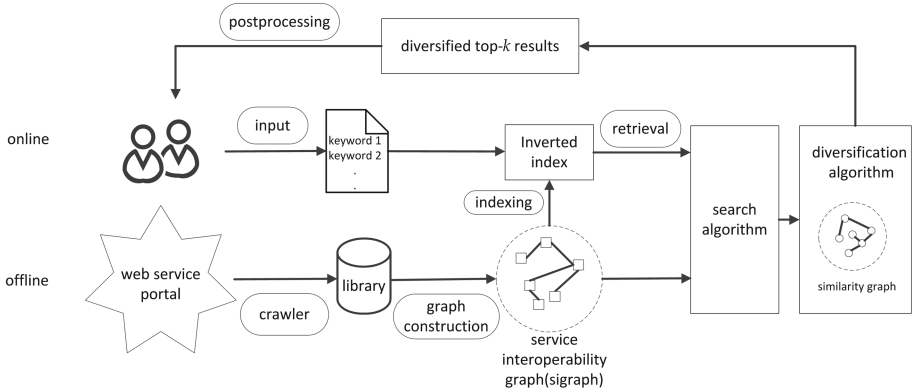 postprocessing
diversified top-k results
online
input
keyword 1
keyword 2
.
.
Inverted
index
retrieval
indexing
search
algorithm
diversification
algorithm
similarity graph
offline
web service
portal
crawler
library
graph
construction
service
interoperability
graph(sigraph)